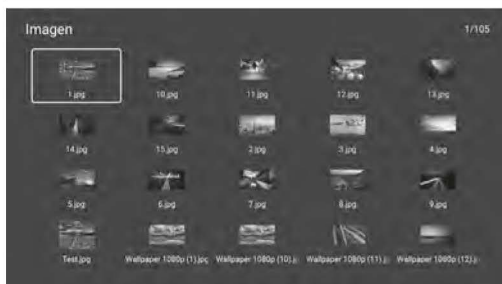 Imagen 1/105
1.jpg 10.jpg 11.jpg 12.jpg 13.jpg
14.jpg 15.jpg 2.jpg 3.jpg 4.jpg
5.jpg 6.jpg 7.jpg 8.jpg 9.jpg
Test.jpg Wallpaper 1080p (1).jpg Wallpaper 1080p (10).j Wallpaper 1080p (11).j Wallpaper 1080p (12).j